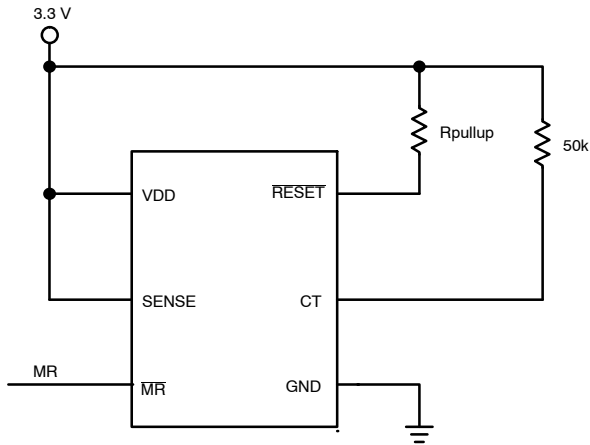 3.3 V
Rpullup
50k
VDD
RESET
SENSE
CT
MR
MR
GND